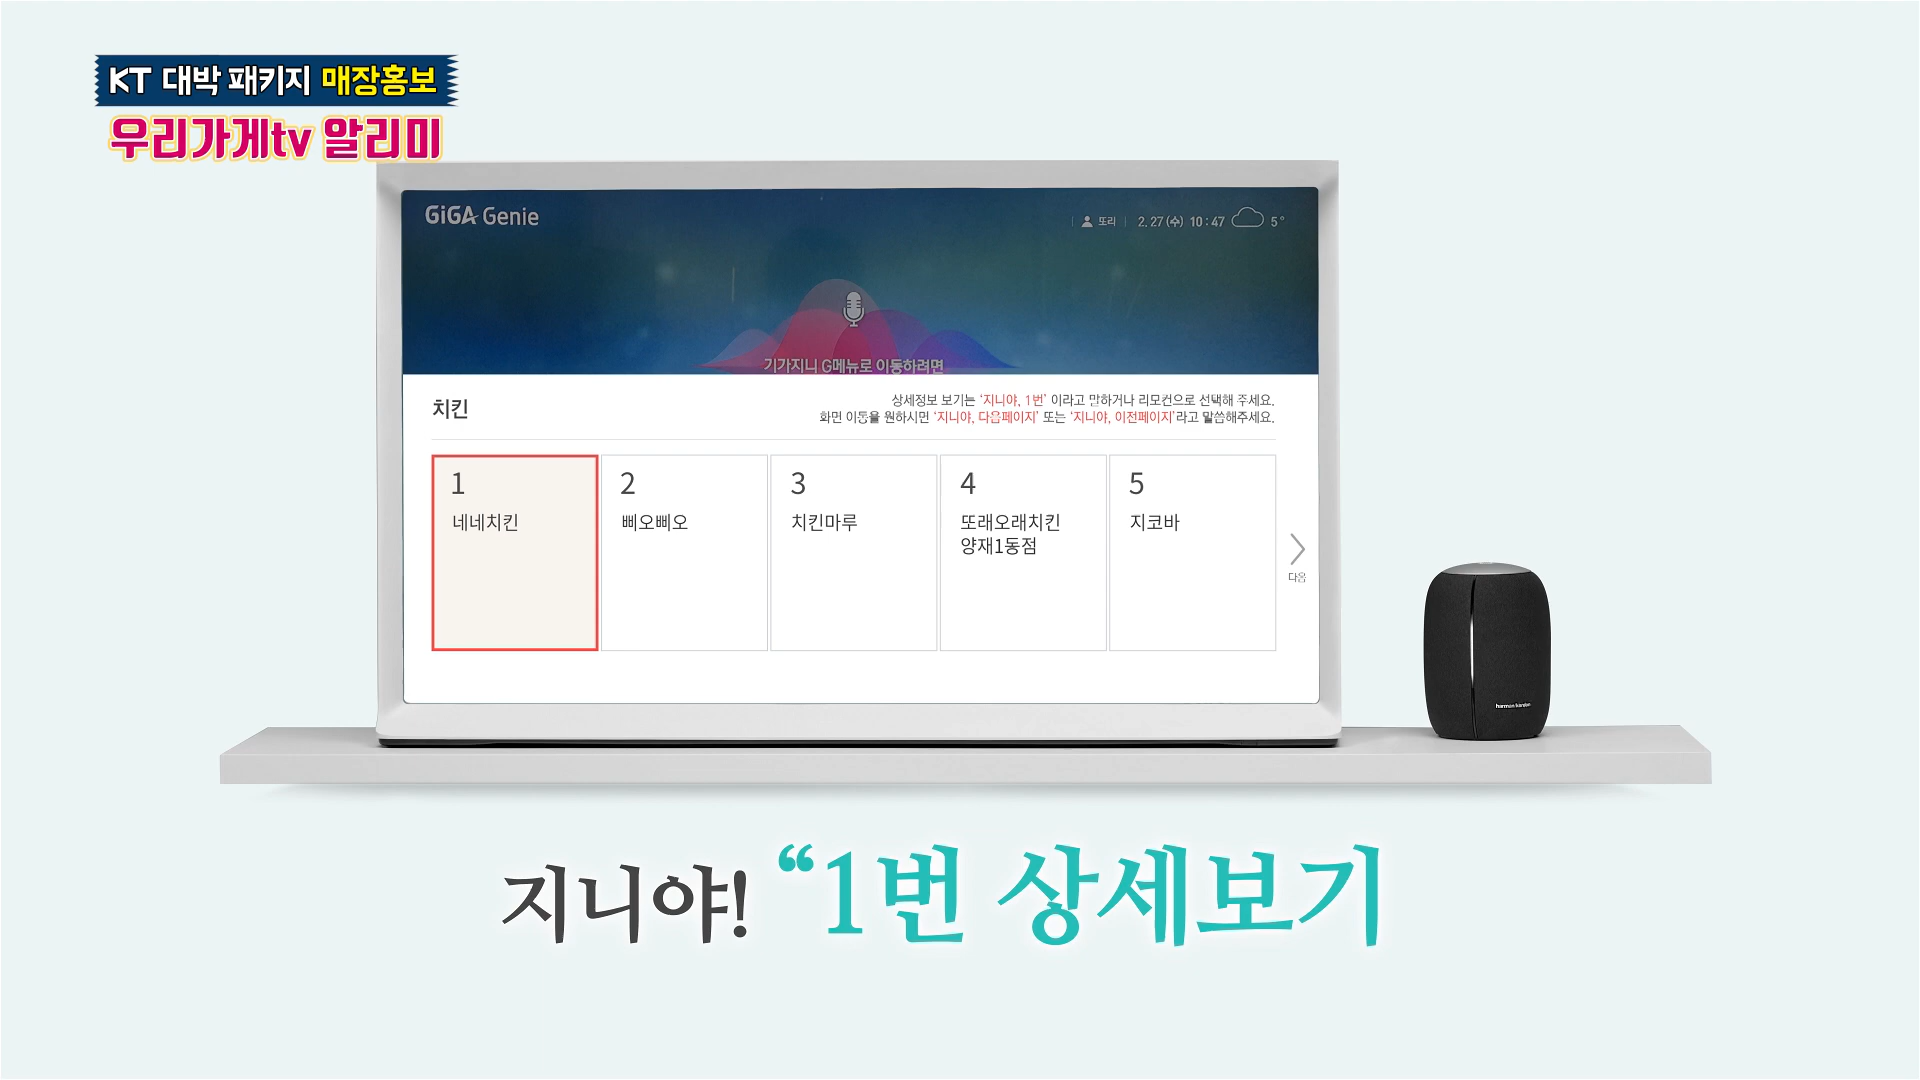 KT 대박 패키지 매장홍보
우리가게tv 알리미
GiGA Genie
또리 2. 27 (수) 10 : 47 5°
기가지니 G메뉴로 이동하려면
치킨
상세정보 보기는 '지니야, 1번' 이라고 말하거나 리모컨으로 선택해 주세요.
화면 이동을 원하시면 '지니야, 다음페이지' 또는 '지니야, 이전페이지'라고 말씀해주세요.
1
네네치킨
2
삐오삐오
3
치킨마루
4
또래오래치킨
양재1동점
5
지코바
다음
harman/kardon
지니야! “1번 상세보기